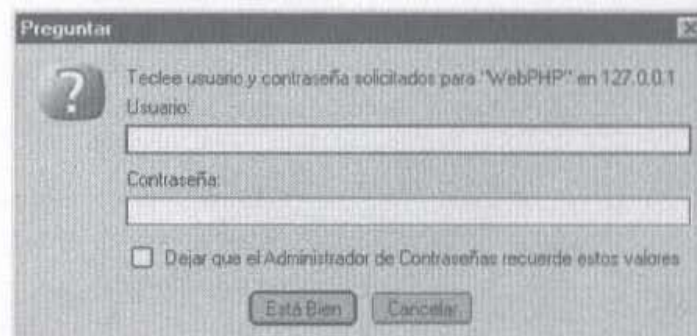 Preguntar
Teclee usuario y contraseña solicitados para "WebPHP" en 127.0.0.1
Usuario:
Contraseña:
Dejar que el Administrador de Contraseñas recuerde estos valores
Está Bien Cancelar